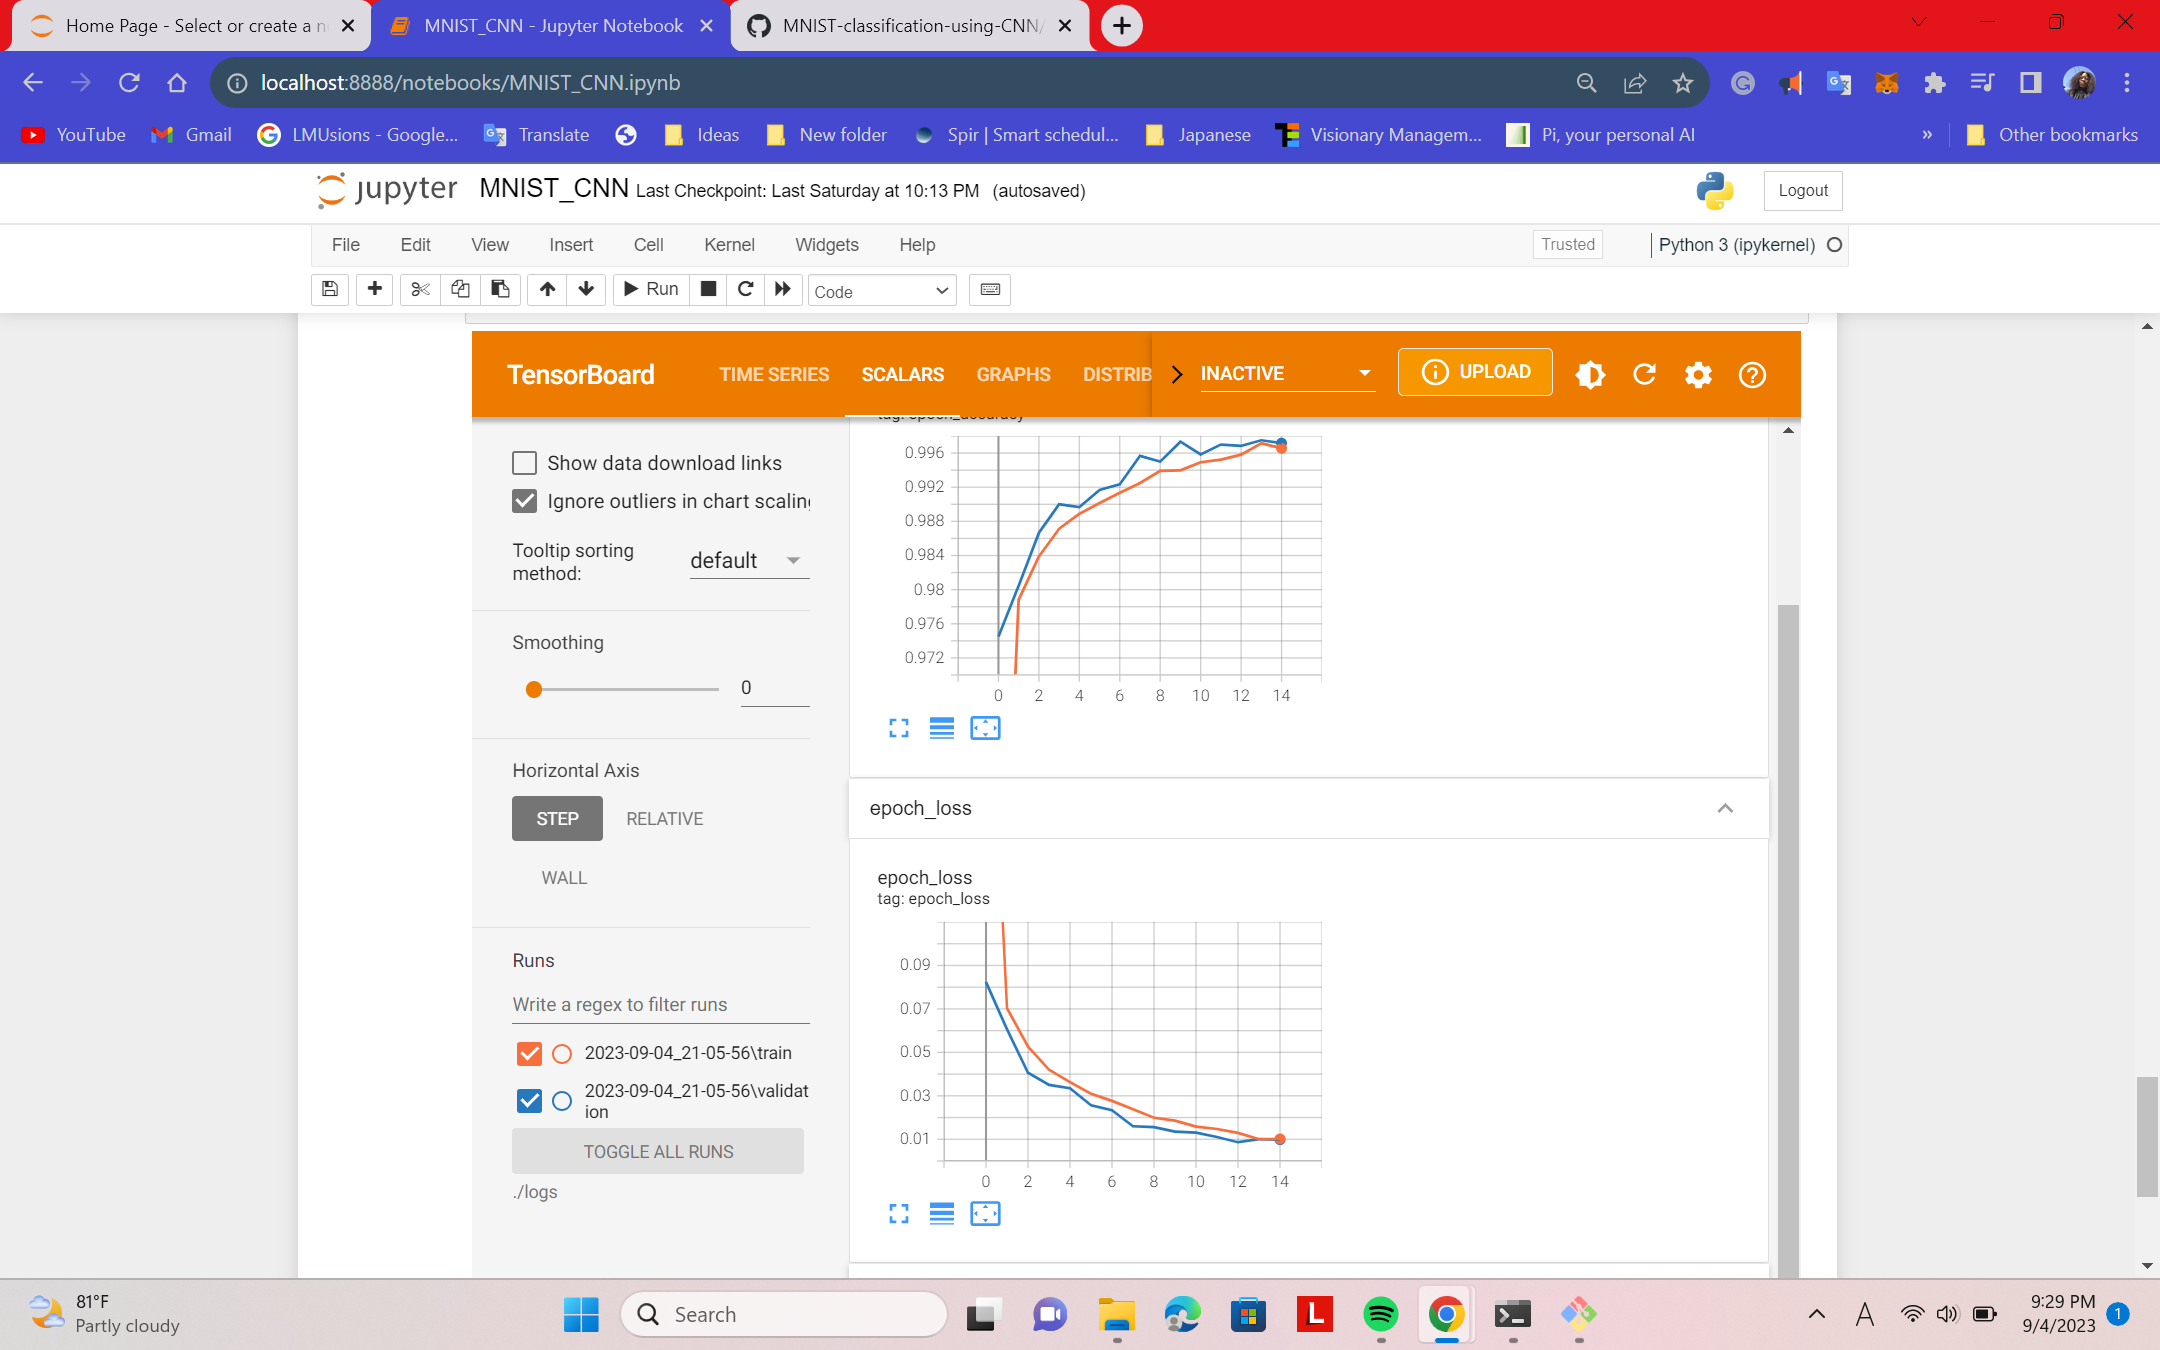 Home Page - Select or create a n
MNIST_CNN - Jupyter Notebook
MNIST-classification-using-CNN/
localhost:8888/notebooks/MNIST_CNN.ipynb
YouTube
Gmail
LMUsions - Google...
Translate
Ideas
New folder
Spir | Smart schedul...
Japanese
Visionary Managem...
Pi, your personal AI
»
Other bookmarks
jupyter MNIST_CNN Last Checkpoint: Last Saturday at 10:13 PM (autosaved)
Logout
File Edit View Insert Cell Kernel Widgets Help
Trusted
Python 3 (ipykernel)
Run
Code
TensorBoard
TIME SERIES SCALARS GRAPHS DISTRIB
INACTIVE
UPLOAD
Show data download links
Ignore outliers in chart scaling
Tooltip sorting
method:
default
Smoothing
0
Horizontal Axis
STEP RELATIVE
WALL
Runs
Write a regex to filter runs
2023-09-04_21-05-56\train
2023-09-04_21-05-56\validat
ion
TOGGLE ALL RUNS
./logs
tag: epoch_accuracy
0.996
0.992
0.988
0.984
0.98
0.976
0.972
0 2 4 6 8 10 12 14
epoch_loss
epoch_loss
tag: epoch_loss
0.09
0.07
0.05
0.03
0.01
0 2 4 6 8 10 12 14
81°F
Partly cloudy
Search
L
A
9:29 PM
9/4/2023
1